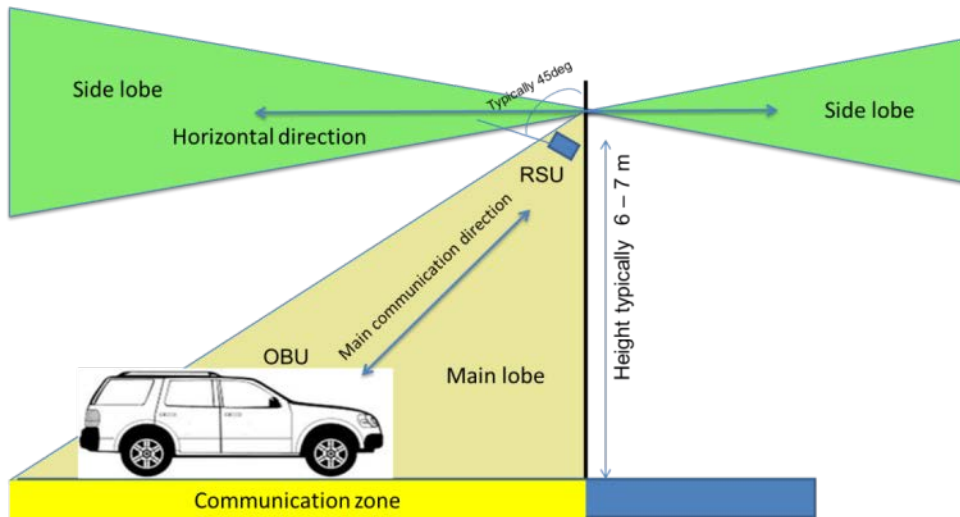 Typically 45deg
Side lobe
Side lobe
Horizontal direction
RSU
Height typically 6 – 7 m
Main communication direction
OBU
Main lobe
Communication zone